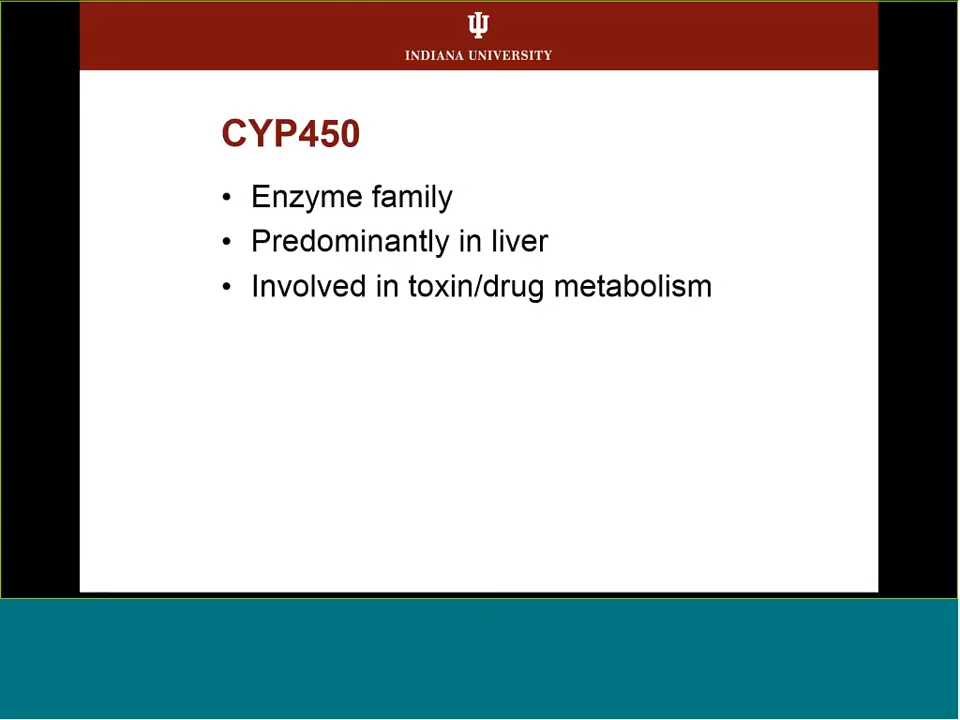 INDIANA UNIVERSITY
CYP450
• Enzyme family
• Predominantly in liver
• Involved in toxin/drug metabolism